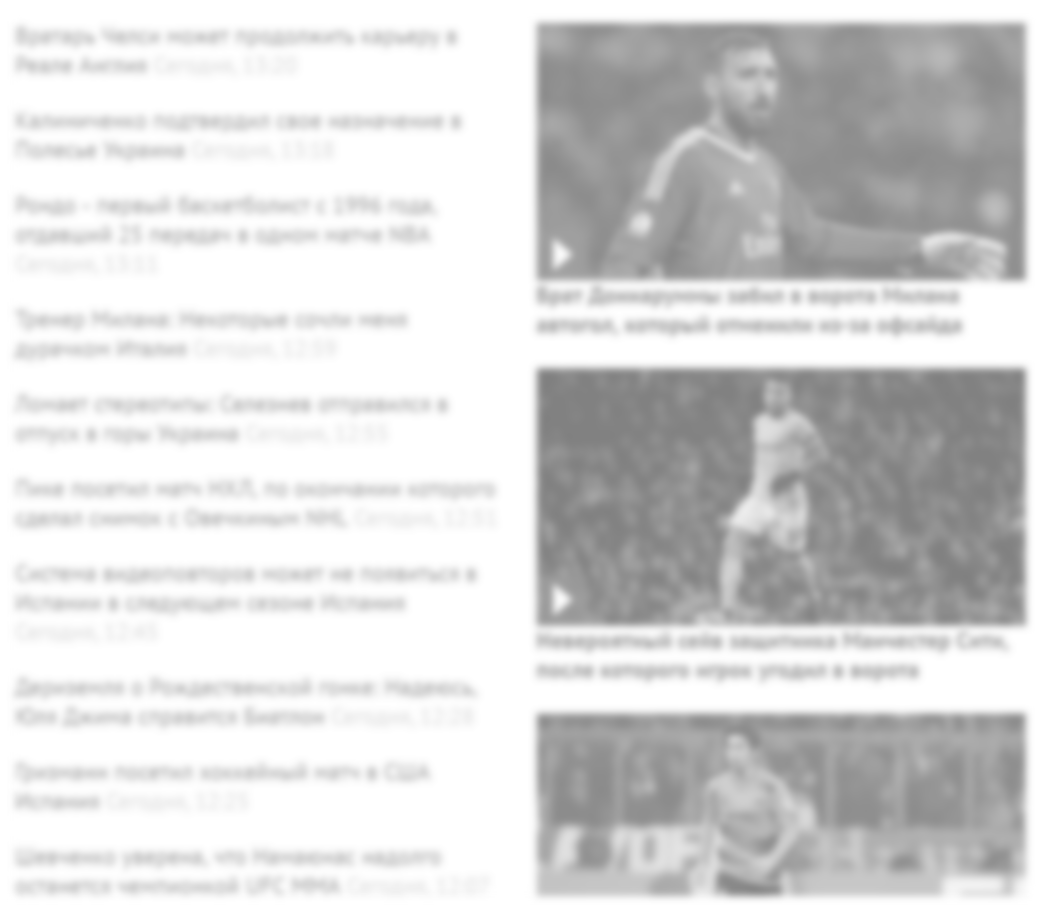 Вратарь Челси может продолжить карьеру в
Реале Англия Сегодня, 13:20
Калиниченко подтвердил свое назначение в
Полесье Украина Сегодня, 13:18
Рондо – первый баскетболист с 1996 года,
отдавший 25 передач в одном матче NBA
Сегодня, 13:11
Тренер Милана: Некоторые сочли меня
дурачком Италия Сегодня, 12:59
Ломает стереотипы: Селезнев отправился в
отпуск в горы Украина Сегодня, 12:55
Пике посетил матч НХЛ, по окончании которого
сделал снимок с Овечкиным NHL Сегодня, 12:51
Система видеоповторов может не появиться в
Испании в следующем сезоне Испания
Сегодня, 12:45
Дериземля о Рождественской гонке: Надеюсь,
Юля Джима справится Биатлон Сегодня, 12:28
Гризманн посетил хоккейный матч в США
Испания Сегодня, 12:25
Шевченко уверена, что Намаюнас надолго
останется чемпионкой UFC MMA Сегодня, 12:07
Брат Доннаруммы забил в ворота Милана
автогол, который отменили из-за офсайда
Невероятный сейв защитника Манчестер Сити,
после которого игрок угодил в ворота